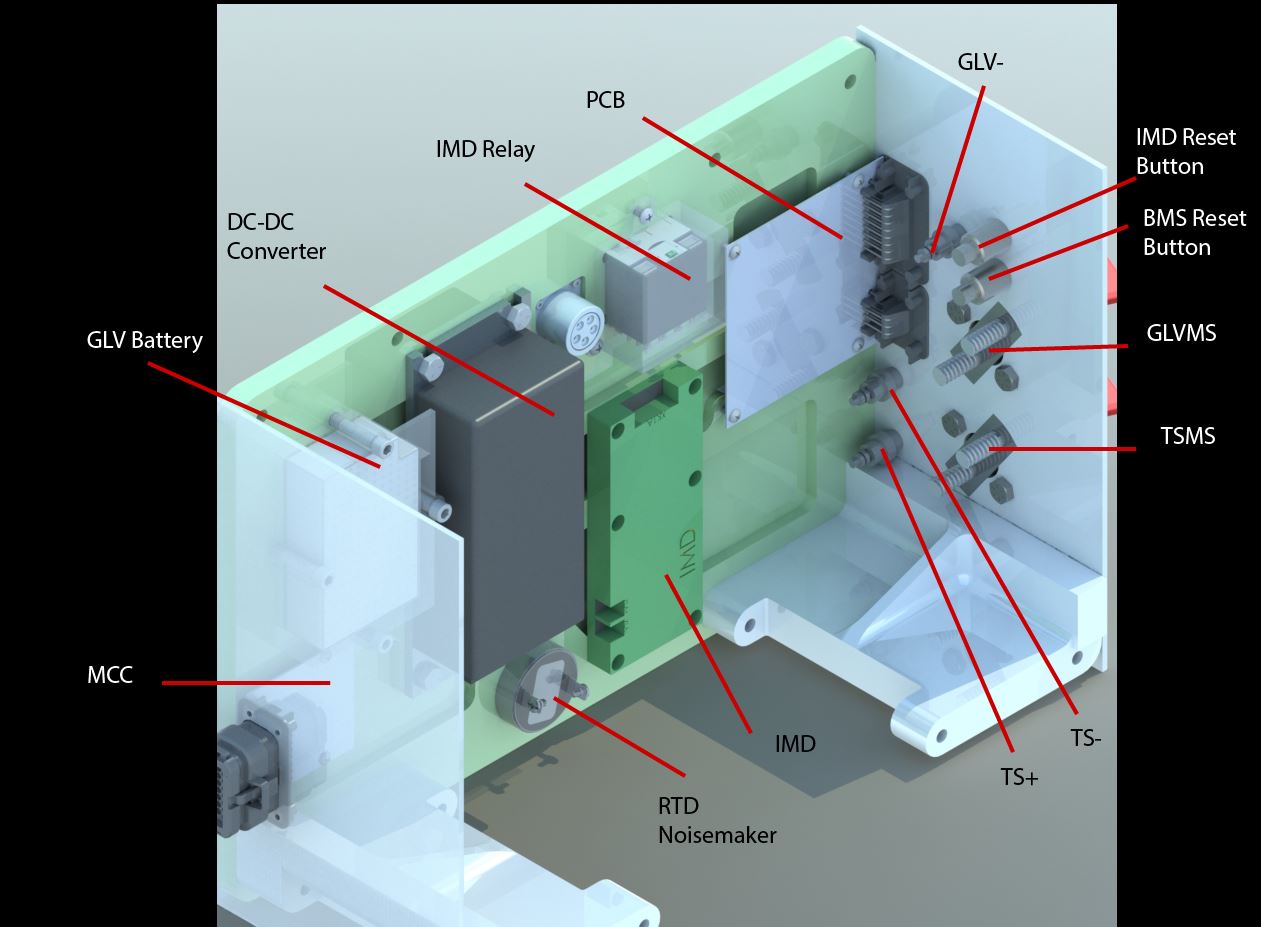 GLV-
PCB
IMD Reset
Button
IMD Relay
DC-DC
Converter
BMS Reset
Button
GLV Battery
GLVMS
TSMS
IMD
MCC
IMD
TS-
TS+
RTD
Noisemaker